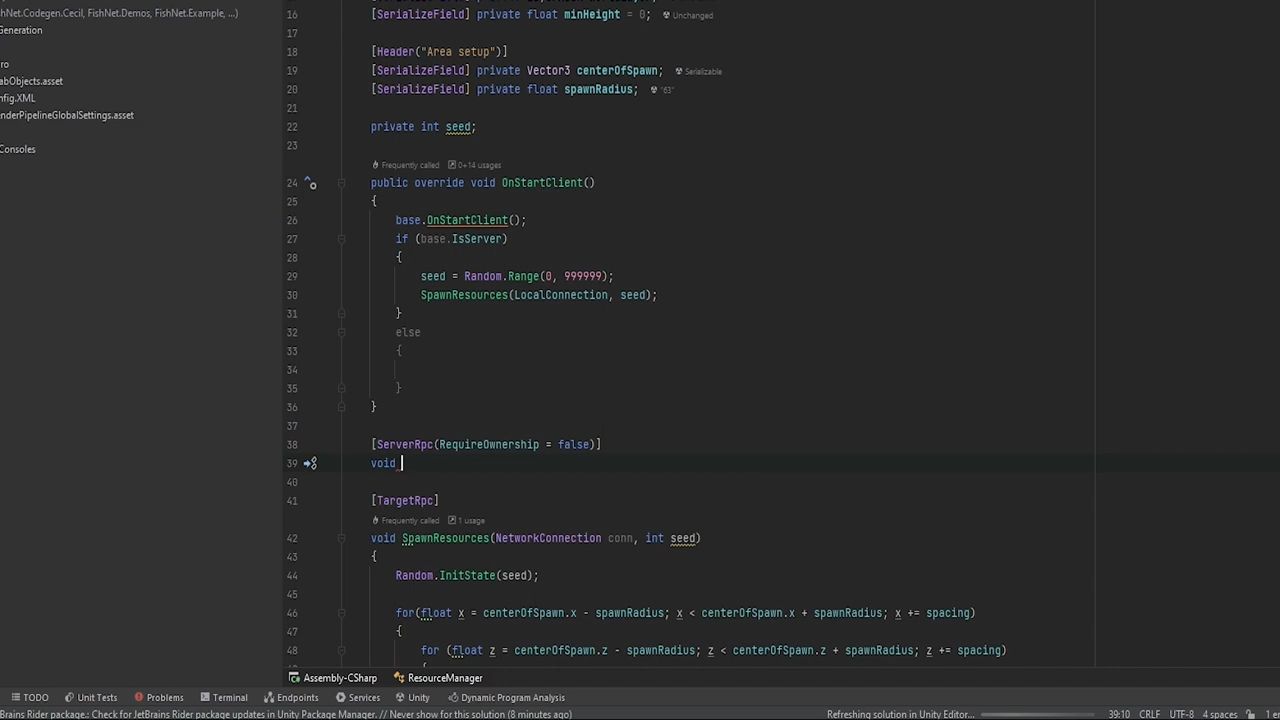 ishNet.Codegen.Cecil, FishNet.Demos, FishNet.Example, ...)
Generation
ro
abObjects.asset
nfig.XML
enderPipelineGlobalSettings.asset
Consoles
16 [SerializeField] private float minHeight = 0; Unchanged
17
18 [Header("Area setup")]
19 [SerializeField] private Vector3 centerOfSpawn; Serializable
20 [SerializeField] private float spawnRadius; "63"
21
22 private int seed;
23
Frequently called 0+14 usages
24 public override void OnStartClient()
25 {
26 base.OnStartClient();
27 if (base.IsServer)
28 {
29 seed = Random.Range(0, 999999);
30 SpawnResources(LocalConnection, seed);
31 }
32 else
33 {
34
35 }
36 }
37
38 [ServerRpc(RequireOwnership = false)]
39 void
40
41 [TargetRpc]
Frequently called 1 usage
42 void SpawnResources(NetworkConnection conn, int seed)
43 {
44 Random.InitState(seed);
45
46 for(float x = centerOfSpawn.x - spawnRadius; x < centerOfSpawn.x + spawnRadius; x += spacing)
47 {
48 for (float z = centerOfSpawn.z - spawnRadius; z < centerOfSpawn.z + spawnRadius; z += spacing)
{
Assembly-CSharp ResourceManager
TODO Unit Tests Problems Terminal Endpoints Services Unity Dynamic Program Analysis
Brains Rider package.: Check for JetBrains Rider package updates in Unity Package Manager. // Never show for this solution (8 minutes ago) Refreshing solution in Unity Editor... 39:10 CRLF UTF-8 4 spaces